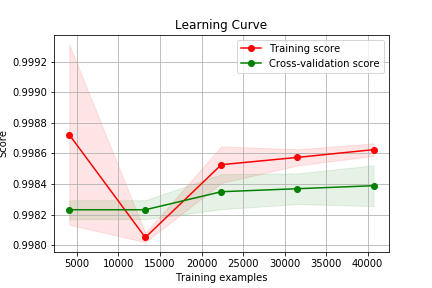 Learning Curve
Training score
Cross-validation score
0.9992
0.9990
0.9988
0.9986
0.9984
0.9982
0.9980
Score
5000 10000 15000 20000 25000 30000 35000 40000
Training examples